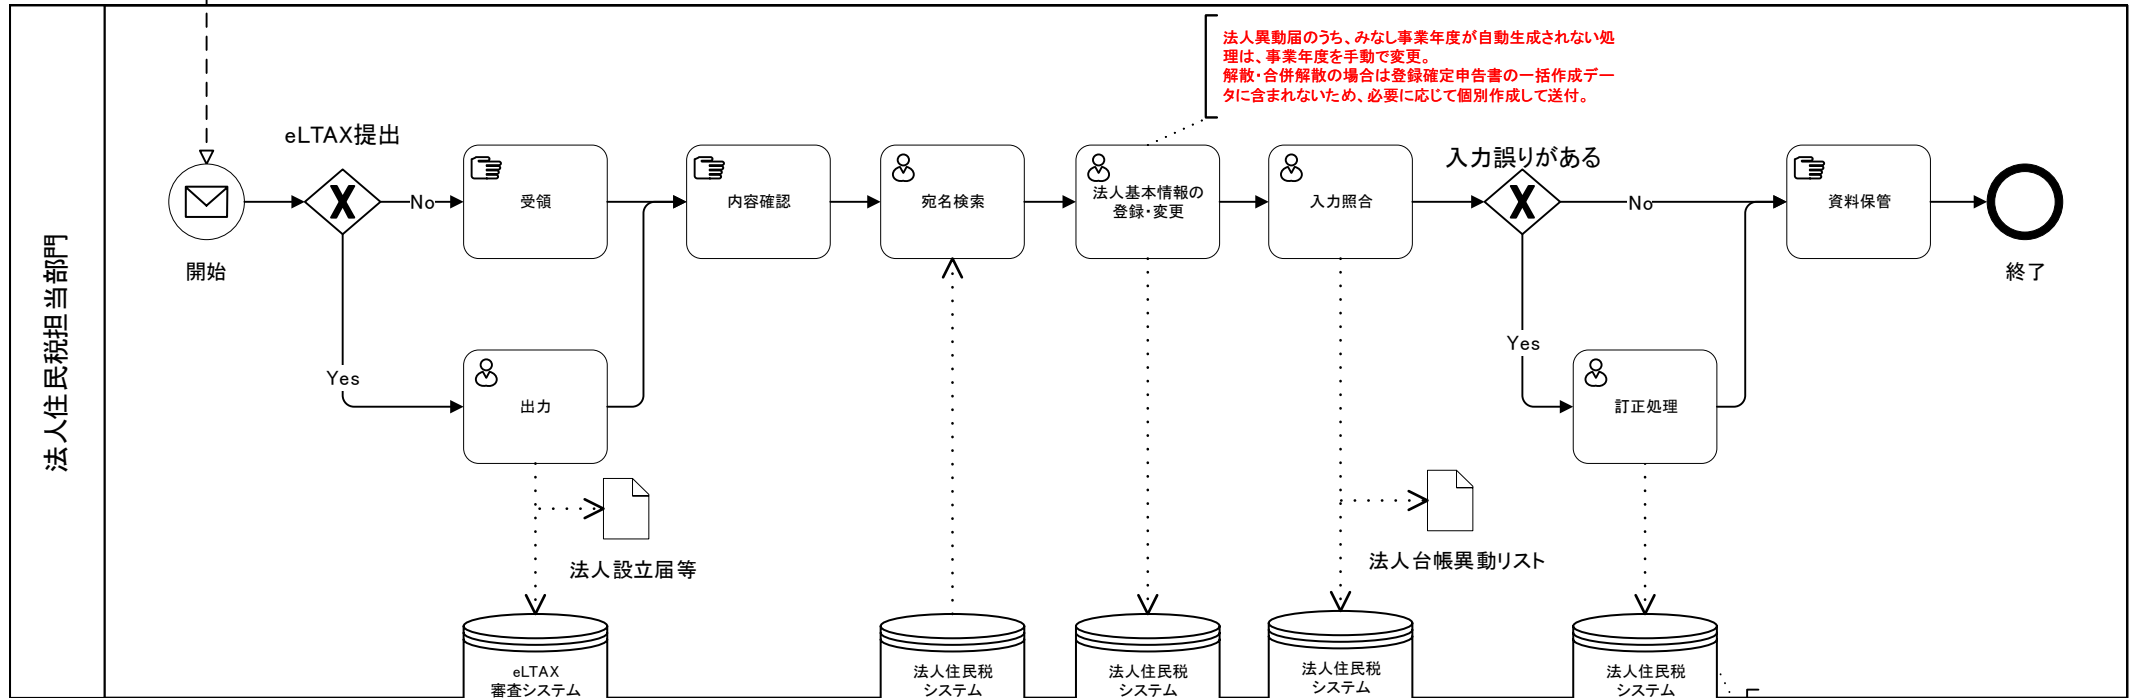 法人住民税担当部門
法人異動届のうち、みなし事業年度が自動生成されない処
理は、事業年度を手動で変更。
解散・合併解散の場合は登録確定申告書の一括作成デー
タに含まれないため、必要に応じて個別作成して送付。
開始
eLTAX提出
No
Yes
受領
出力
法人設立届等
eLTAX
審査システム
内容確認
宛名検索
法人住民税
システム
法人基本情報の
登録・変更
法人住民税
システム
入力照合
法人台帳異動リスト
法人住民税
システム
入力誤りがある
No
Yes
訂正処理
法人住民税
システム
資料保管
終了